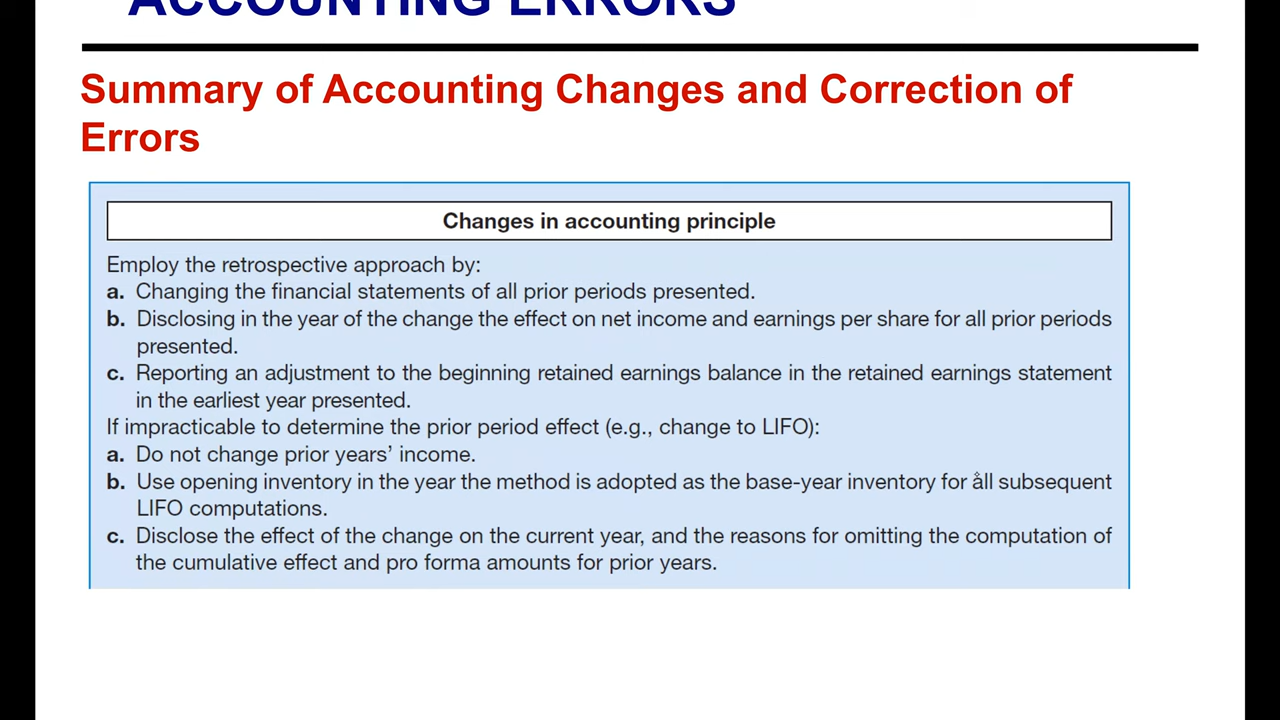 ACCOUNTING ERRORS
Summary of Accounting Changes and Correction of
Errors
Changes in accounting principle
Employ the retrospective approach by:
a. Changing the financial statements of all prior periods presented.
b. Disclosing in the year of the change the effect on net income and earnings per share for all prior periods
presented.
c. Reporting an adjustment to the beginning retained earnings balance in the retained earnings statement
in the earliest year presented.
If impracticable to determine the prior period effect (e.g., change to LIFO):
a. Do not change prior years’ income.
b. Use opening inventory in the year the method is adopted as the base-year inventory for all subsequent
LIFO computations.
c. Disclose the effect of the change on the current year, and the reasons for omitting the computation of
the cumulative effect and pro forma amounts for prior years.